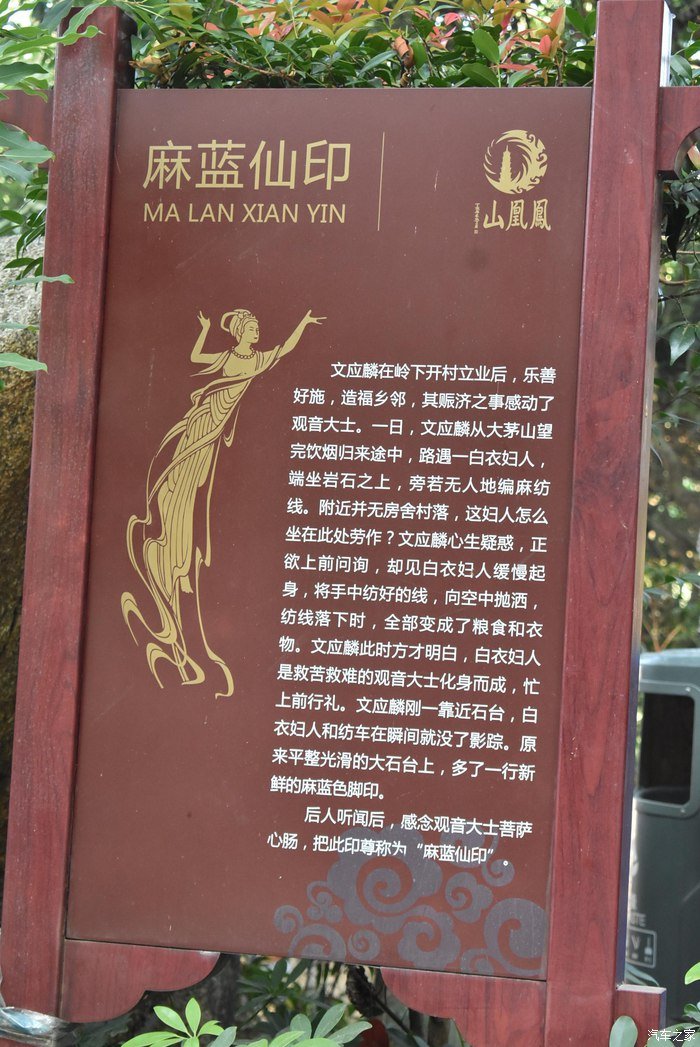 麻蓝仙印
MA LAN XIAN YIN
山凰鳳
文应麟在岭下开村立业后，乐善
好施，造福乡邻，其赈济之事感动了
观音大士。一日，文应麟从大茅山望
完饮烟归来途中，路遇一白衣妇人，
端坐岩石之上，旁若无人地编麻纺
线。附近并无房舍村落，这妇人怎么
坐在此处劳作？文应麟心生疑惑，正
欲上前问询，却见白衣妇人缓慢起
身，将手中纺好的线，向空中抛洒，
纺线落下时，全部变成了粮食和衣
物。文应麟此时方才明白，白衣妇人
是救苦救难的观音大士化身而成，忙
上前行礼。文应麟刚一靠近石台，白
衣妇人和纺车在瞬间就没了影踪。原
来平整光滑的大石台上，多了一行新
鲜的麻蓝色脚印。
后人听闻后，感念观音大士菩萨
心肠，把此印尊称为“麻蓝仙印”。
汽车之家